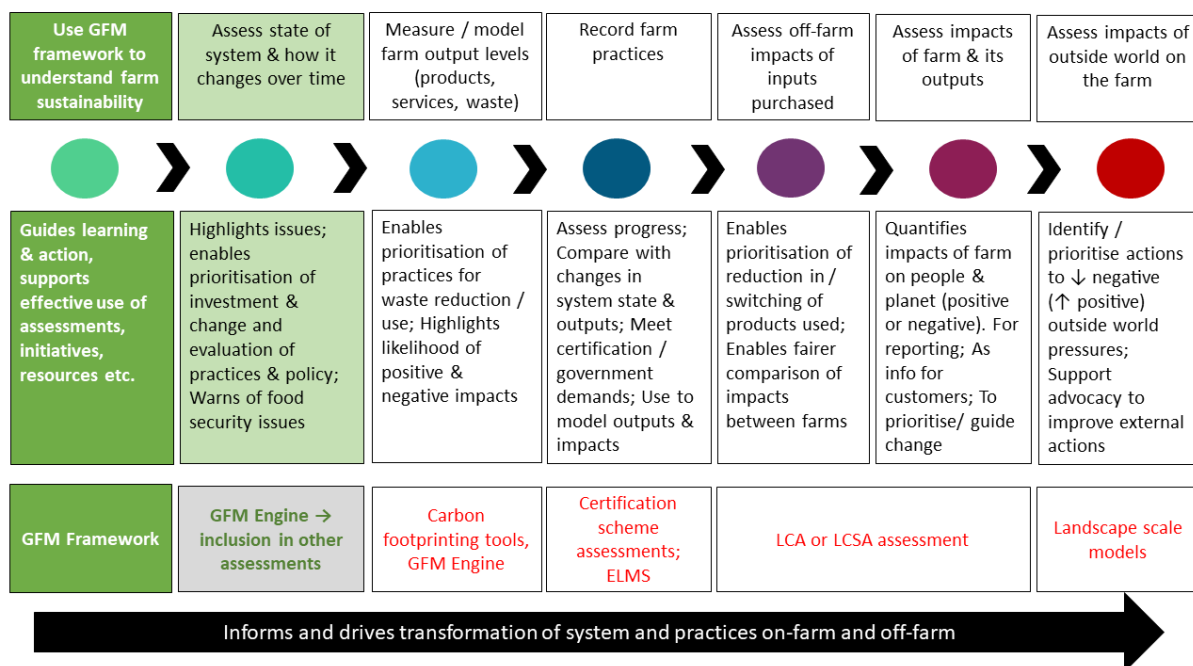 Use GFM
framework to
understand farm
sustainability
Assess state of
system & how it
changes over time
Measure / model
farm output levels
(products,
services, waste)
Record farm
practices
Assess off-farm
impacts of
inputs
purchased
Assess impacts
of farm & its
outputs
Assess impacts of
outside world on
the farm
Guides learning
& action,
supports
effective use of
assessments,
initiatives,
resources etc.
Highlights issues;
enables
prioritisation of
investment &
change and
evaluation of
practices & policy;
Warns of food
security issues
Enables
prioritisation of
practices for
waste reduction /
use; Highlights
likelihood of
positive &
negative impacts
Assess progress;
Compare with
changes in
system state &
outputs; Meet
certification /
government
demands; Use to
model outputs &
impacts
Enables
prioritisation of
reduction in /
switching of
products used;
Enables fairer
comparison of
impacts
between farms
Quantifies
impacts of farm
on people &
planet (positive
or negative). For
reporting; As
info for
customers; To
prioritise/ guide
change
Identify /
prioritise actions
to ↓ negative
(↑ positive)
outside world
pressures;
Support
advocacy to
improve external
actions
GFM Framework
GFM Engine →
inclusion in other
assessments
Carbon
footprinting tools,
GFM Engine
Certification
scheme
assessments;
ELMS
LCA or LCSA assessment
Landscape scale
models
Informs and drives transformation of system and practices on-farm and off-farm